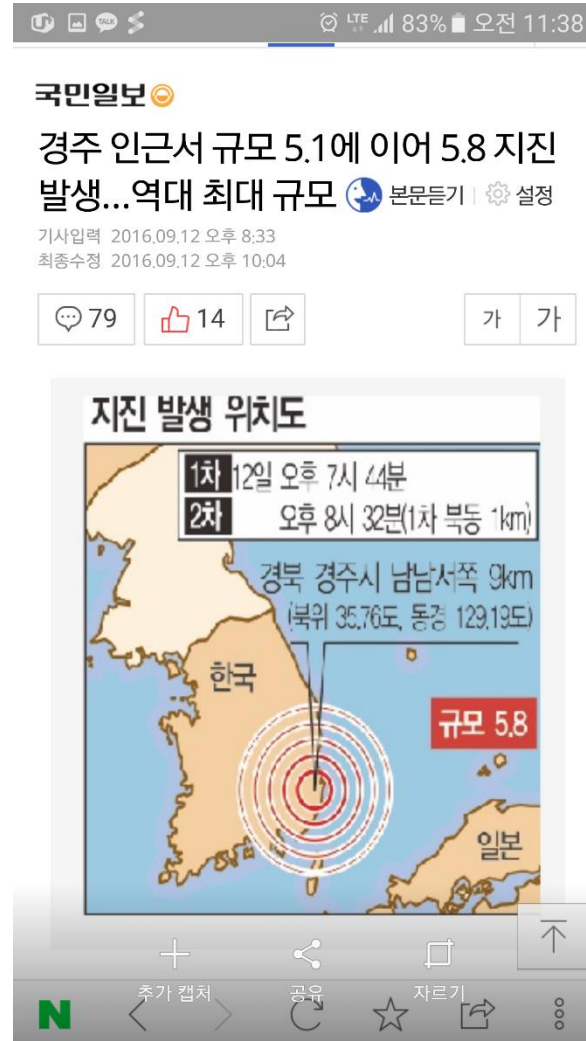 TALK LTE 83% 오전 11:38
국민일보
경주 인근서 규모 5.1에 이어 5.8 지진
발생...역대 최대 규모 본문듣기 설정
기사입력 2016.09.12 오후 8:33
최종수정 2016.09.12 오후 10:04
79 14 가 가
지진 발생 위치도
1차 12일 오후 7시 44분
2차 오후 8시 32분(1차 북동 1km)
경북 경주시 남남서쪽 9km
(북위 35.76도, 동경 129.19도)
한국
규모 5.8
일본
추가 캡처 공유 자르기
N